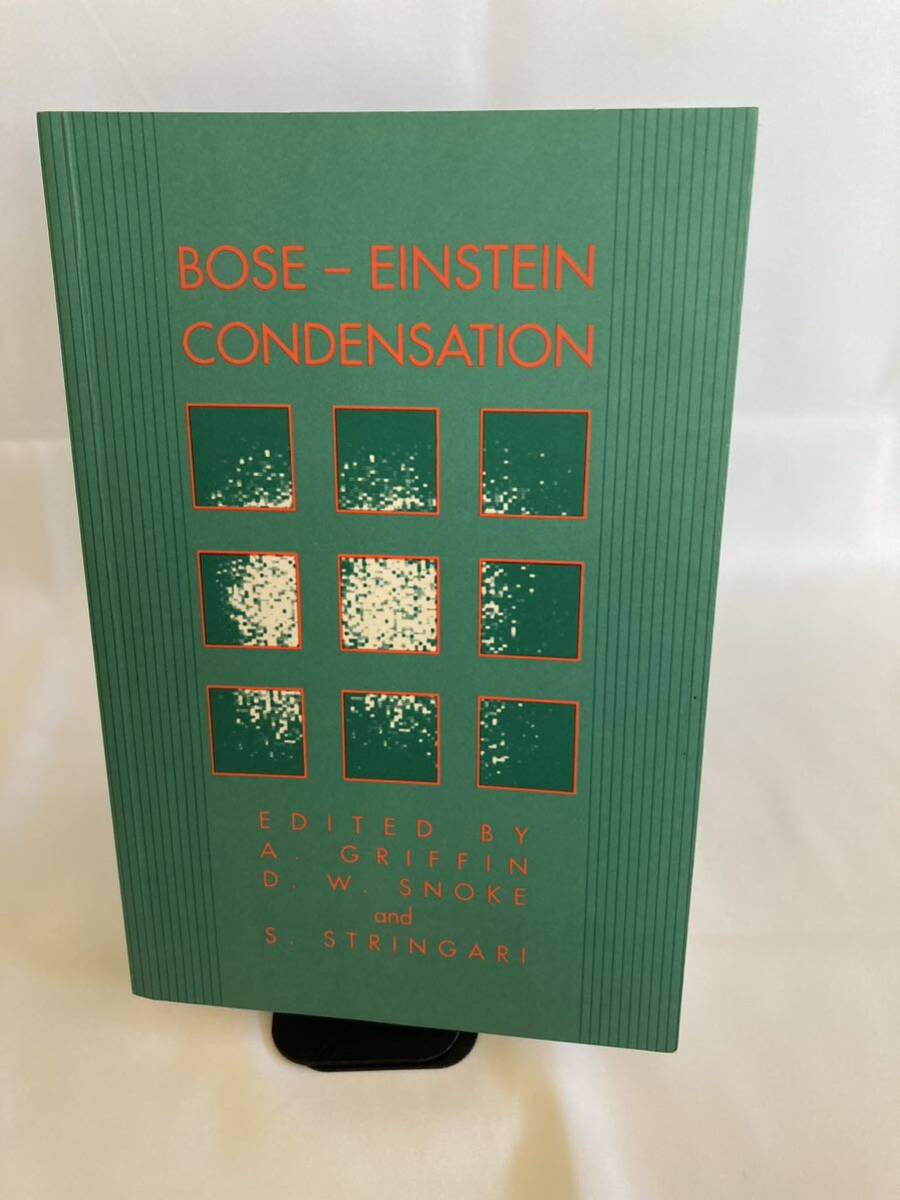 BOSE – EINSTEIN
CONDENSATION
EDITED BY
A. GRIFFIN
D. W. SNOKE
and
S. STRINGARI